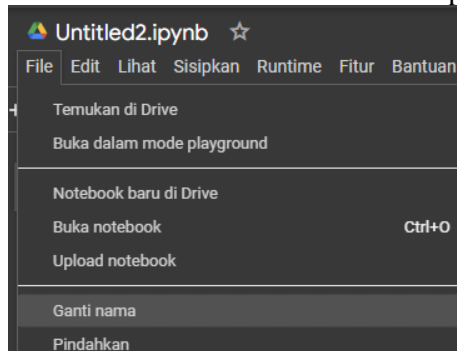 Untitled2.ipynb
File Edit Lihat Sisipkan Runtime Fitur Bantuan
Temukan di Drive
Buka dalam mode playground
Notebook baru di Drive
Buka notebook Ctrl+O
Upload notebook
Ganti nama
Pindahkan